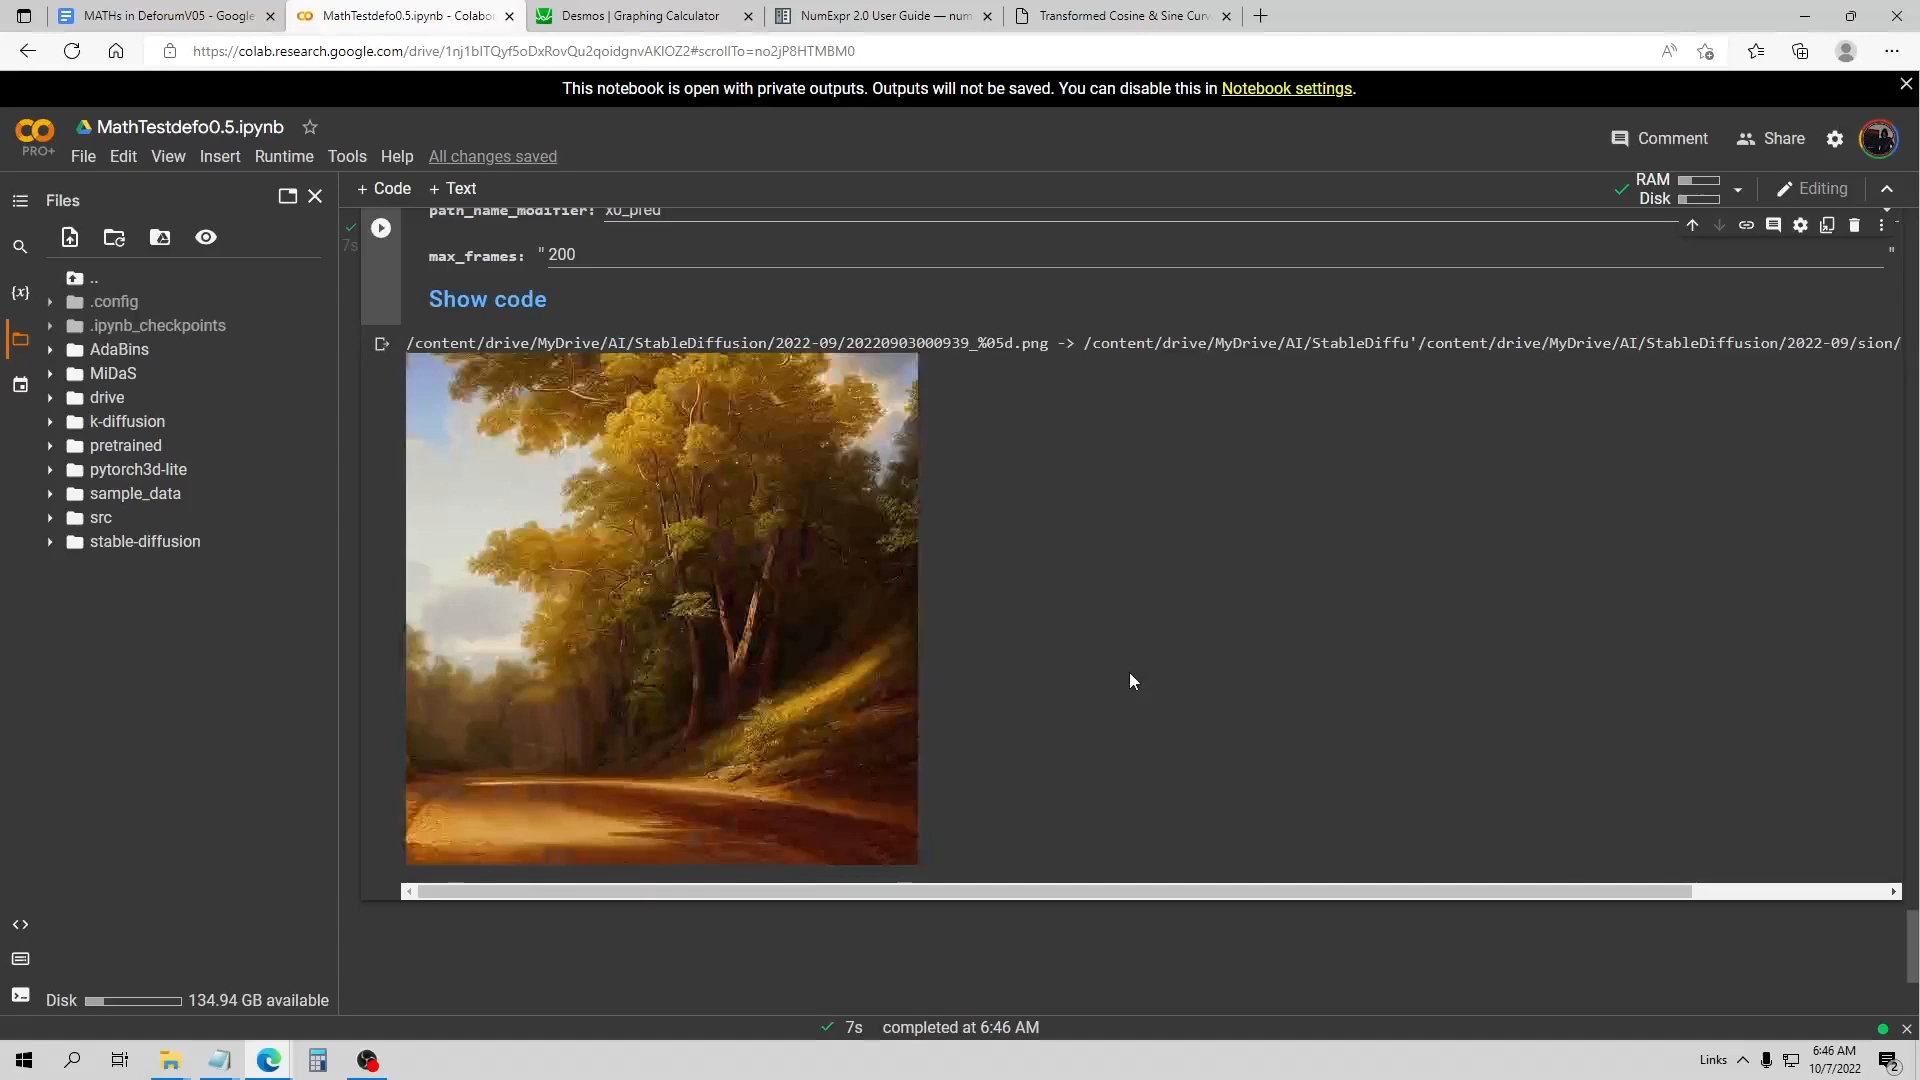 MATHs in DeforumV05 - Google
MathTestdefo0.5.ipynb - Colabo
Desmos | Graphing Calculator
NumExpr 2.0 User Guide — num
Transformed Cosine & Sine Curv
https://colab.research.google.com/drive/1nj1bITQyf5oDxRovQu2qoidgnvAKIOZ2#scrollTo=no2jP8HTMBM0
This notebook is open with private outputs. Outputs will not be saved. You can disable this in Notebook settings.
MathTestdefo0.5.ipynb
PRO+
File Edit View Insert Runtime Tools Help All changes saved
Comment
Share
Files
+ Code + Text
RAM
Disk
Editing
path_name_modifier: x0_pred
7s
max_frames: "200"
Show code
/content/drive/MyDrive/AI/StableDiffusion/2022-09/20220903000939_%05d.png -> /content/drive/MyDrive/AI/StableDiffu'/content/drive/MyDrive/AI/StableDiffusion/2022-09/sion/
{x}
..
.config
.ipynb_checkpoints
AdaBins
MiDaS
drive
k-diffusion
pretrained
pytorch3d-lite
sample_data
src
stable-diffusion
Disk 134.94 GB available
7s completed at 6:46 AM
Links
6:46 AM
10/7/2022
2